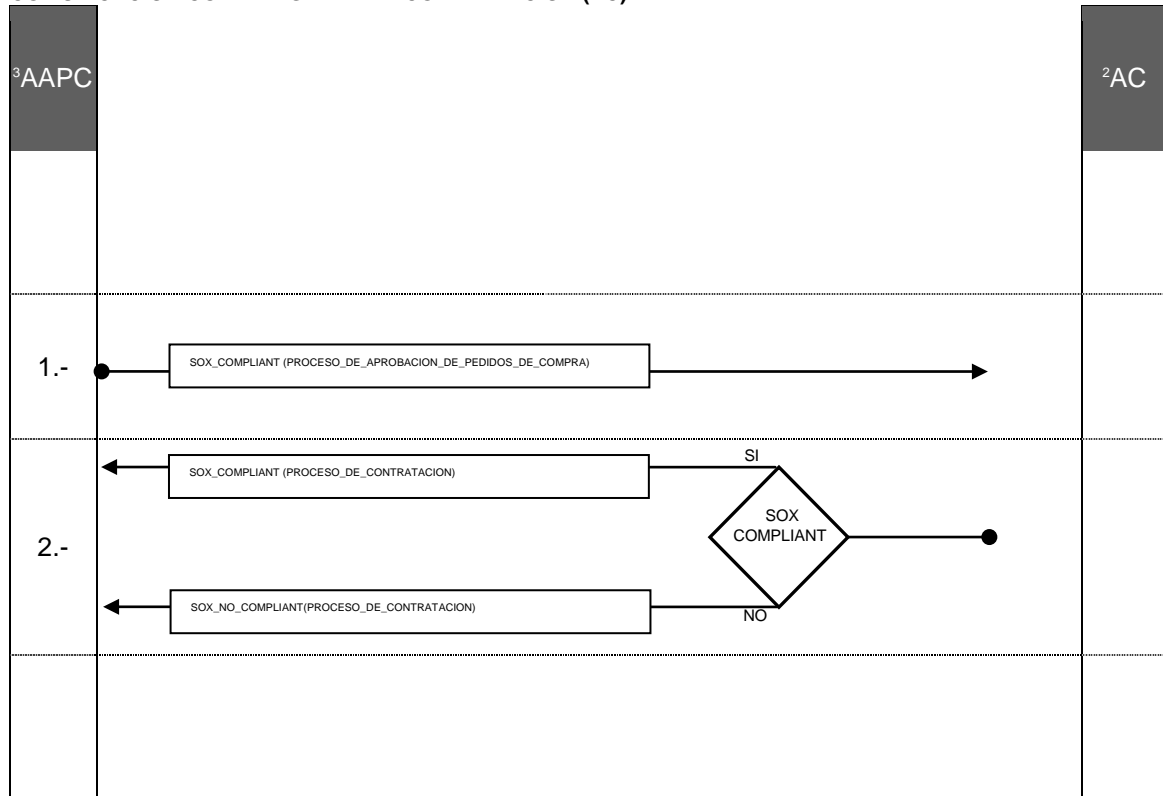 ³AAPC
²AC
1.-
SOX_COMPLIANT (PROCESO_DE_APROBACION_DE_PEDIDOS_DE_COMPRA)
SI
SOX_COMPLIANT (PROCESO_DE_CONTRATACION)
SOX
COMPLIANT
2.-
SOX_NO_COMPLIANT(PROCESO_DE_CONTRATACION)
NO